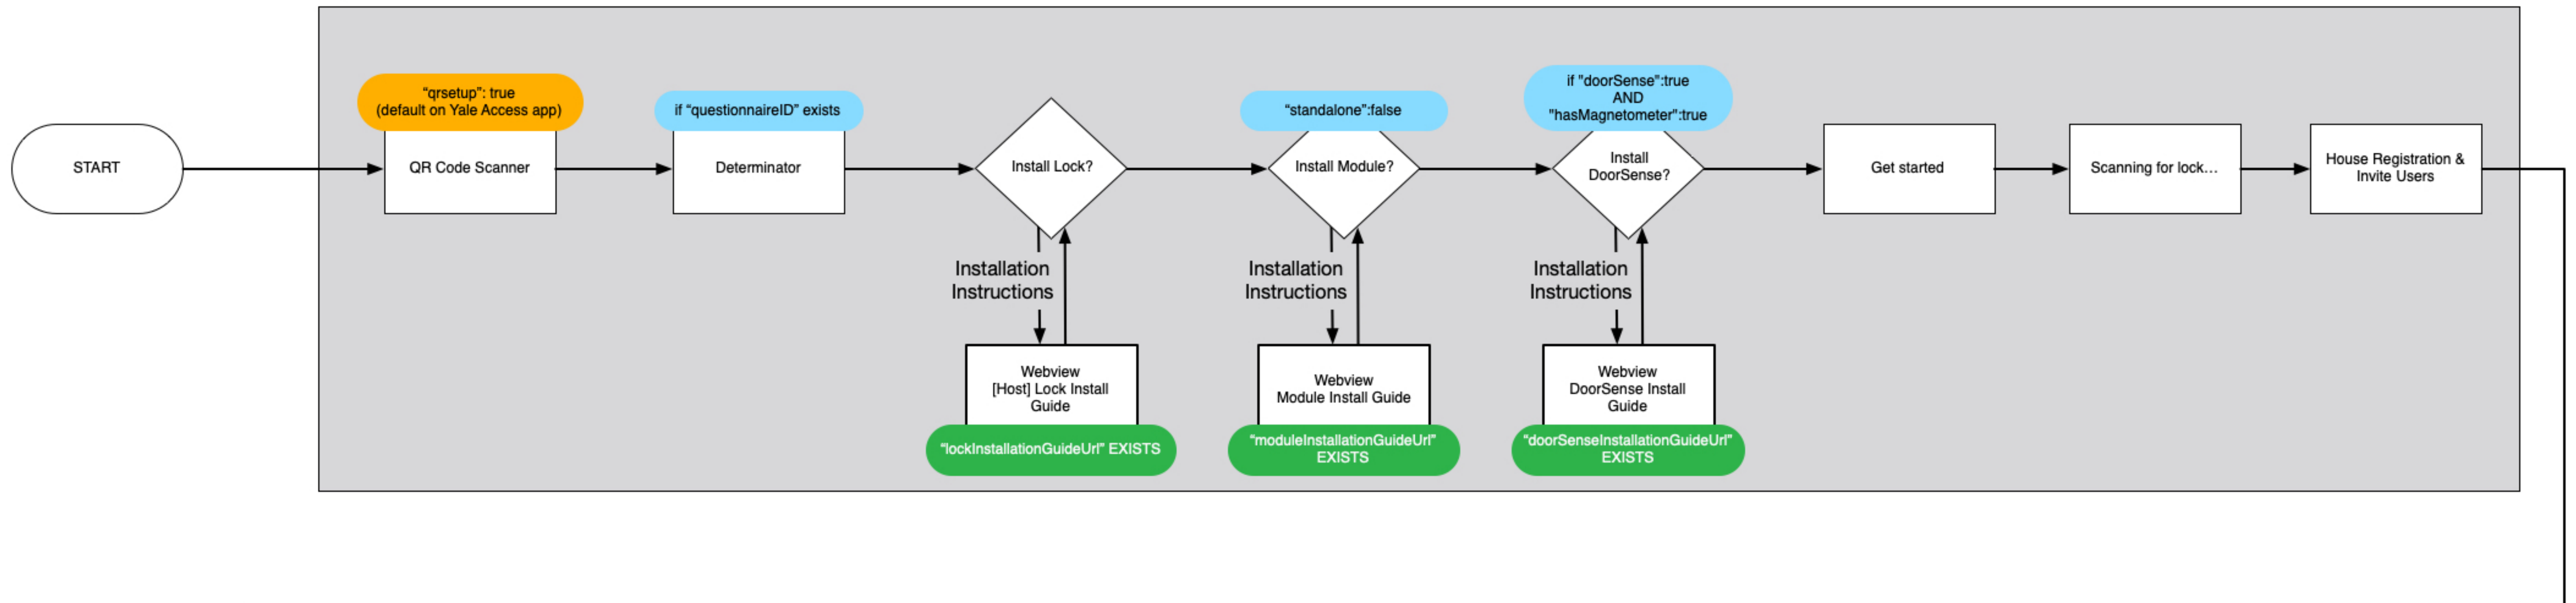 START
“qrsetup”: true
(default on Yale Access app)
QR Code Scanner
if “questionnaireID” exists
Determinator
Install Lock?
Installation
Instructions
Webview
[Host] Lock Install
Guide
“lockInstallationGuideUrl” EXISTS
“standalone”:false
Install Module?
Installation
Instructions
Webview
Module Install Guide
“moduleInstallationGuideUrl”
EXISTS
if "doorSense":true
AND
"hasMagnetometer":true
Install
DoorSense?
Installation
Instructions
Webview
DoorSense Install
Guide
“doorSenseInstallationGuideUrl”
EXISTS
Get started
Scanning for lock...
House Registration &
Invite Users